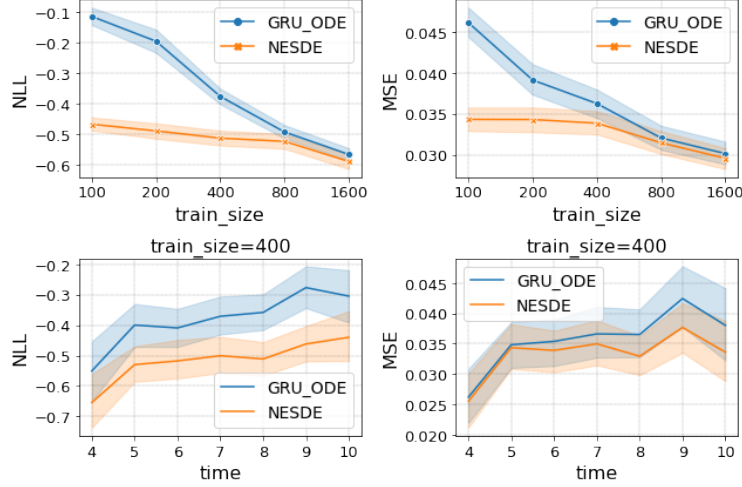 −0.1
−0.2
−0.3
−0.4
−0.5
−0.6
NLL
GRU_ODE
NESDE
100 200 400 800 1600
train_size
0.045
0.040
0.035
0.030
MSE
GRU_ODE
NESDE
100 200 400 800 1600
train_size
train_size=400
−0.2
−0.3
−0.4
−0.5
−0.6
−0.7
NLL
GRU_ODE
NESDE
4 5 6 7 8 9 10
time
train_size=400
0.045
0.040
0.035
0.030
0.025
0.020
MSE
GRU_ODE
NESDE
4 5 6 7 8 9 10
time